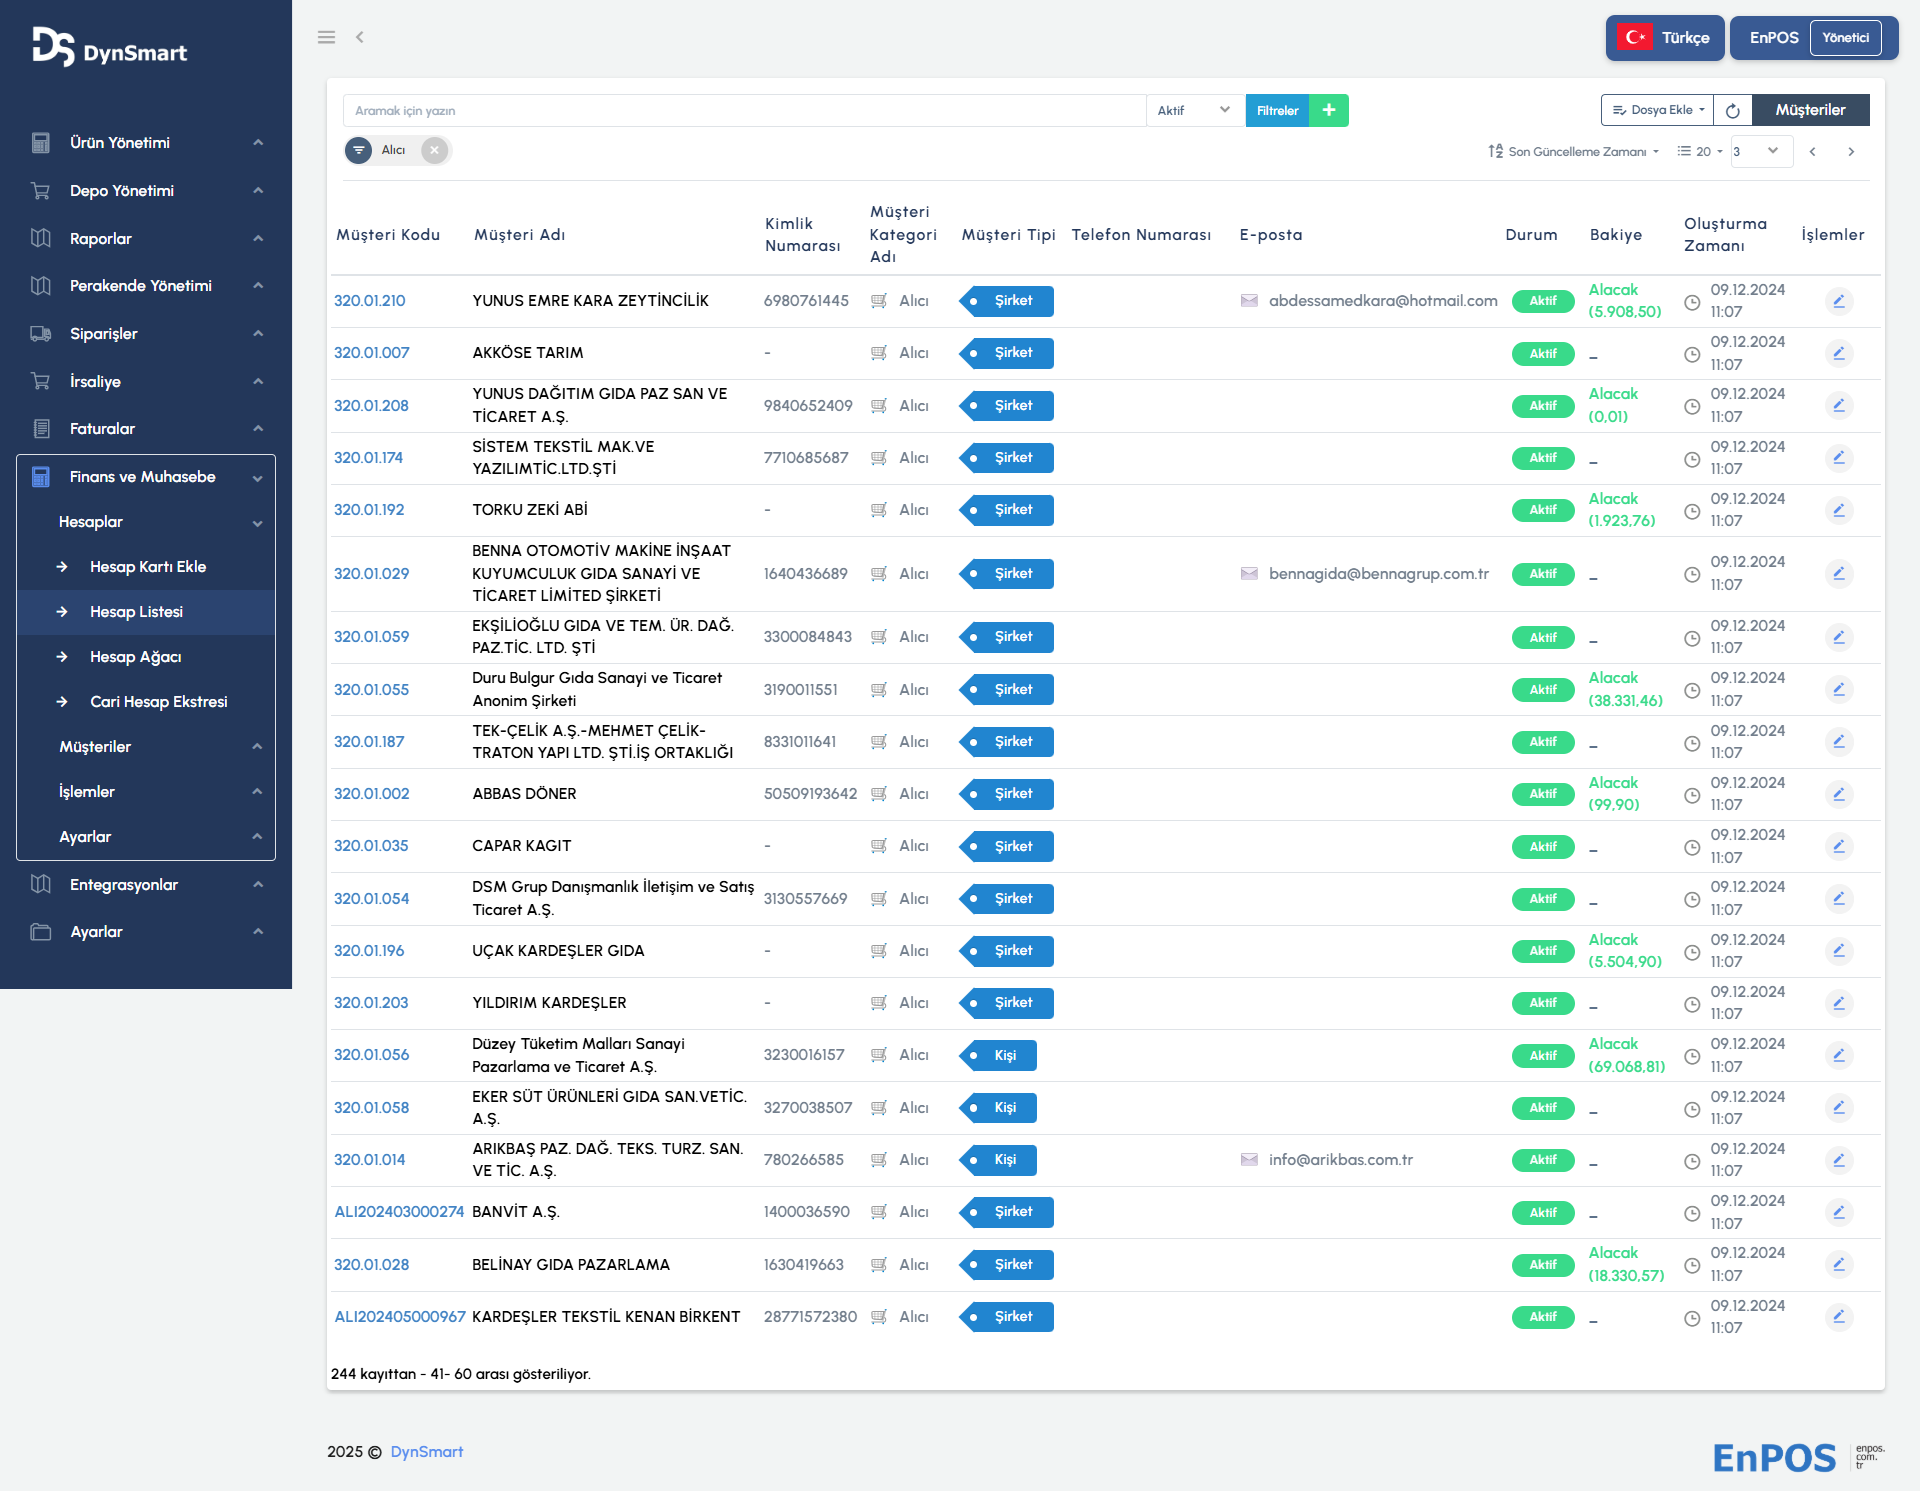 DS DynSmart
Türkçe
EnPOS Yönetici
Ürün Yönetimi
Depo Yönetimi
Raporlar
Perakende Yönetimi
Siparişler
İrsaliye
Faturalar
Finans ve Muhasebe
Hesaplar
Hesap Kartı Ekle
Hesap Listesi
Hesap Ağacı
Cari Hesap Ekstresi
Müşteriler
İşlemler
Ayarlar
Entegrasyonlar
Ayarlar
Aramak için yazın Aktif Filtreler + Dosya Ekle Müşteriler
Alıcı Son Güncelleme Zamanı 20 3
Müşteri Kodu Müşteri Adı Kimlik Numarası Müşteri Kategori Adı Müşteri Tipi Telefon Numarası E-posta Durum Bakiye Oluşturma Zamanı İşlemler
320.01.210 YUNUS EMRE KARA ZEYTİNCİLİK 6980761445 Alıcı Şirket abdessamedkara@hotmail.com Aktif Alacak (5.908,50) 09.12.2024 11:07
320.01.007 AKKÖSE TARIM - Alıcı Şirket Aktif _ 09.12.2024 11:07
320.01.208 YUNUS DAĞITIM GIDA PAZ SAN VE TİCARET A.Ş. 9840652409 Alıcı Şirket Aktif Alacak (0,01) 09.12.2024 11:07
320.01.174 SİSTEM TEKSTİL MAK.VE YAZILIMTİC.LTD.ŞTİ 7710685687 Alıcı Şirket Aktif _ 09.12.2024 11:07
320.01.192 TORKU ZEKİ ABİ - Alıcı Şirket Aktif Alacak (1.923,76) 09.12.2024 11:07
320.01.029 BENNA OTOMOTİV MAKİNE İNŞAAT KUYUMCULUK GIDA SANAYİ VE TİCARET LİMİTED ŞİRKETİ 1640436689 Alıcı Şirket bennagida@bennagrup.com.tr Aktif _ 09.12.2024 11:07
320.01.059 EKŞİLİOĞLU GIDA VE TEM. ÜR. DAĞ. PAZ.TİC. LTD. ŞTİ 3300084843 Alıcı Şirket Aktif _ 09.12.2024 11:07
320.01.055 Duru Bulgur Gıda Sanayi ve Ticaret Anonim Şirketi 3190011551 Alıcı Şirket Aktif Alacak (38.331,46) 09.12.2024 11:07
320.01.187 TEK-ÇELİK A.Ş.-MEHMET ÇELİK-TRATON YAPI LTD. ŞTİ.İŞ ORTAKLIĞI 8331011641 Alıcı Şirket Aktif _ 09.12.2024 11:07
320.01.002 ABBAS DÖNER 50509193642 Alıcı Şirket Aktif Alacak (99,90) 09.12.2024 11:07
320.01.035 CAPAR KAGIT - Alıcı Şirket Aktif _ 09.12.2024 11:07
320.01.054 DSM Grup Danışmanlık İletişim ve Satış Ticaret A.Ş. 3130557669 Alıcı Şirket Aktif _ 09.12.2024 11:07
320.01.196 UÇAK KARDEŞLER GIDA - Alıcı Şirket Aktif Alacak (5.504,90) 09.12.2024 11:07
320.01.203 YILDIRIM KARDEŞLER - Alıcı Şirket Aktif _ 09.12.2024 11:07
320.01.056 Düzey Tüketim Malları Sanayi Pazarlama ve Ticaret A.Ş. 3230016157 Alıcı Kişi Aktif Alacak (69.068,81) 09.12.2024 11:07
320.01.058 EKER SÜT ÜRÜNLERİ GIDA SAN.VETİC. A.Ş. 3270038507 Alıcı Kişi Aktif _ 09.12.2024 11:07
320.01.014 ARIKBAŞ PAZ. DAĞ. TEKS. TURZ. SAN. VE TİC. A.Ş. 780266585 Alıcı Kişi info@arikbas.com.tr Aktif _ 09.12.2024 11:07
ALI202403000274 BANVİT A.Ş. 1400036590 Alıcı Şirket Aktif _ 09.12.2024 11:07
320.01.028 BELİNAY GIDA PAZARLAMA 1630419663 Alıcı Şirket Aktif Alacak (18.330,57) 09.12.2024 11:07
ALI202405000967 KARDEŞLER TEKSTİL KENAN BİRKENT 28771572380 Alıcı Şirket Aktif _ 09.12.2024 11:07
244 kayıttan - 41- 60 arası gösteriliyor.
2025 © DynSmart
EnPOS enpos.
com.
tr